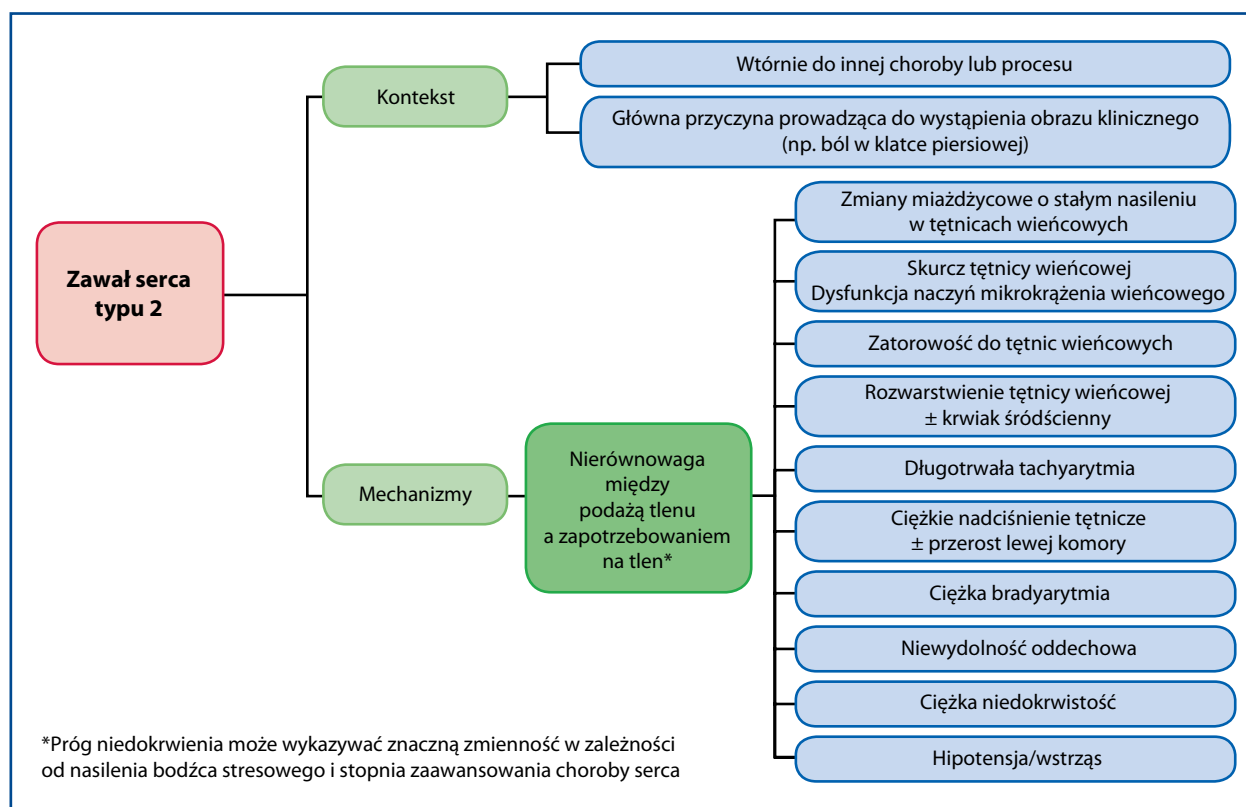 Zawał serca
typu 2
Kontekst
Wtórnie do innej choroby lub procesu
Główna przyczyna prowadząca do wystąpienia obrazu klinicznego
(np. ból w klatce piersiowej)
Mechanizmy
Nierównowaga
między
podażą tlenu
a zapotrzebowaniem
na tlen*
Zmiany miażdżycowe o stałym nasileniu
w tętnicach wieńcowych
Skurcz tętnicy wieńcowej
Dysfunkcja naczyń mikrokrążenia wieńcowego
Zatorowość do tętnic wieńcowych
Rozwarstwienie tętnicy wieńcowej
± krwiak śródścienny
Długotrwała tachyarytmia
Ciężkie nadciśnienie tętnicze
± przerost lewej komory
Ciężka bradyarytmia
Niewydolność oddechowa
Ciężka niedokrwistość
Hipotensja/wstrząs
*Próg niedokrwienia może wykazywać znaczną zmienność w zależności
od nasilenia bodźca stresowego i stopnia zaawansowania choroby serca